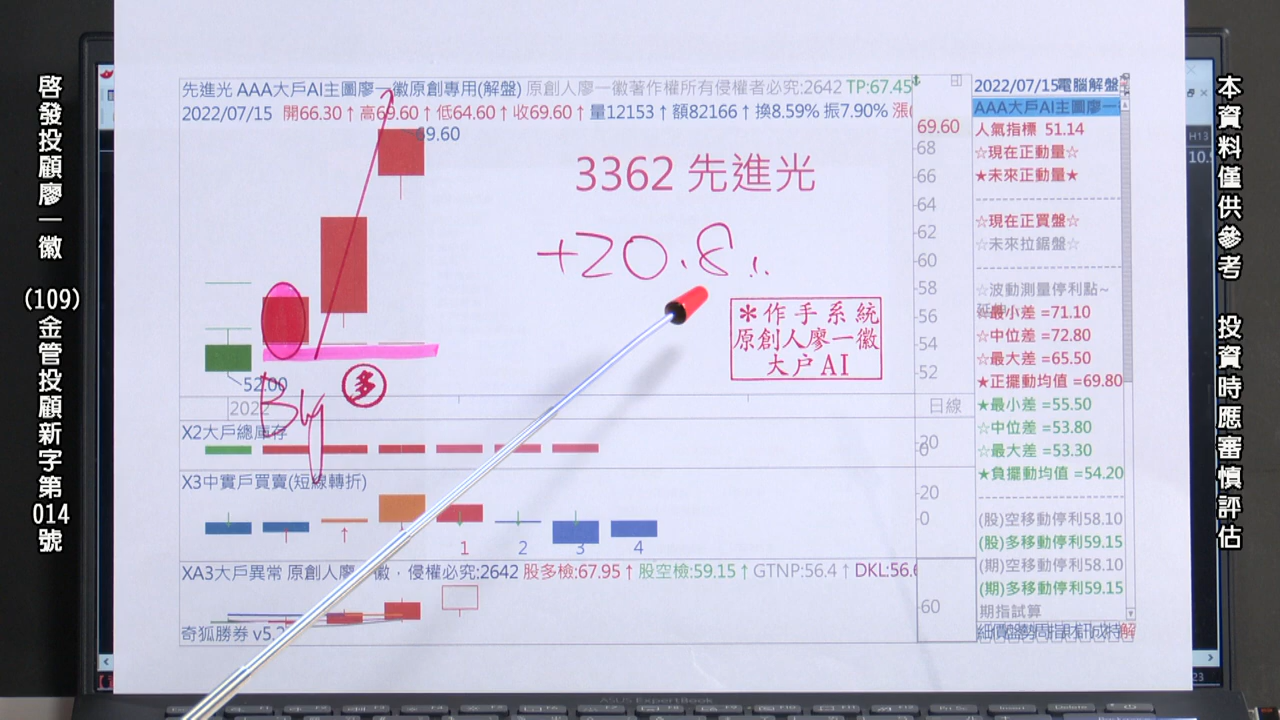 啓發投顧廖一徽
(109)金管投顧新字第014號
先進光 AAA大戶AI主圖廖一徽原創專用(解盤) 原創人廖一徽著作權所有侵權者必究:2642 TP:67.45
2022/07/15 開66.30↑高69.60↑低64.60↑收69.60↑量12153↑額82166↑換8.59% 振7.90% 漲
69.60
3362 先進光
+20.8
＊作手系統
原創人廖一徽
大户AI
52.00
Big
多
2022
日線
69.60
68
66
64
62
60
58
56
54
52
X2大戶總庫存
20
0
X3中實戶買賣(短線轉折)
20
0
1 2 3 4
XA3大戶異常 原創人廖一徽，侵權必究:2642 股多檢:67.95↑股空檢:59.15↑GTNP:56.4↑DKL:56.
60
奇狐勝券 v5.2
2022/07/15電腦解盤
AAA大戶AI主圖廖一
人氣指標 51.14
☆現在正動量☆
★未來正動量★
☆現在正買盤☆
☆未來拉鋸盤☆
☆波動測量停利點~
☆最小差 =71.10
☆中位差 =72.80
☆最大差 =65.50
★正擺動均值 =69.80
★最小差 =55.50
☆中位差 =53.80
☆最大差 =53.30
★負擺動均值 =54.20
(股)空移動停利58.10
(股)多移動停利59.15
(期)空移動停利58.10
(期)多移動停利59.15
期指試算
H13
23
ASUS ExpertBook
本資料僅供參考 投資時應審慎評估